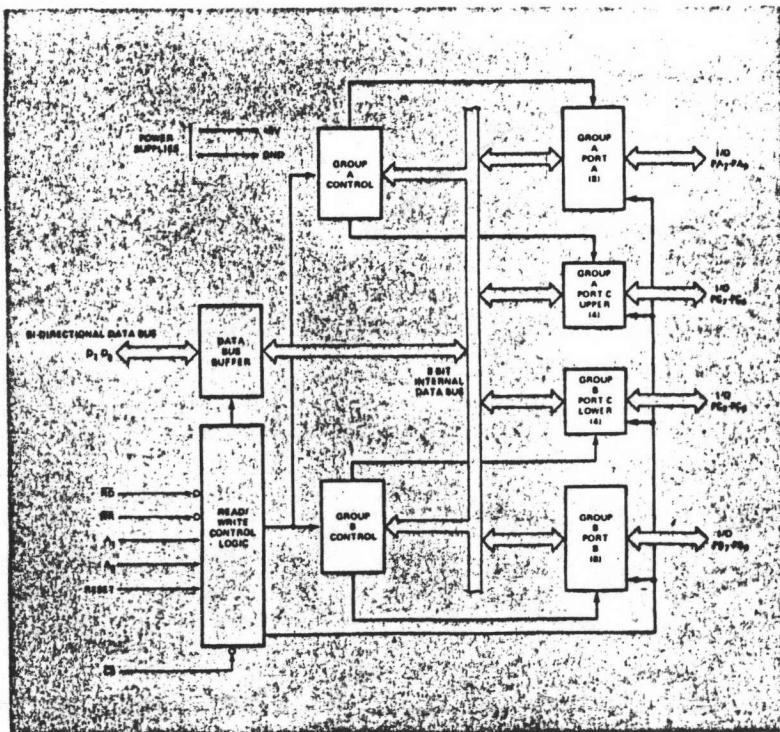 POWER
SUPPLIES
+5V
GND
GROUP
A
CONTROL
GROUP
A
PORT
A
(8)
I/O
PA7-PA0
GROUP
A
PORT C
UPPER
(4)
I/O
PC7-PC4
BI-DIRECTIONAL DATA BUS
D7 D0
DATA
BUS
BUFFER
8 BIT
INTERNAL
DATA BUS
GROUP
B
PORT C
LOWER
(4)
I/O
PC3-PC0
RD
WR
A1
A0
RESET
CS
READ/
WRITE
CONTROL
LOGIC
GROUP
B
CONTROL
GROUP
B
PORT
B
(8)
I/O
PB7-PB0